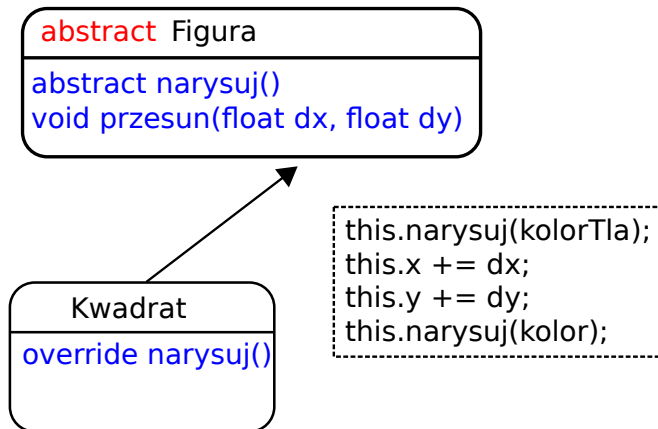 abstract Figura
abstract narysuj()
void przesun(float dx, float dy)
this.narysuj(kolorTla);
this.x += dx;
this.y += dy;
this.narysuj(kolor);
Kwadrat
override narysuj()